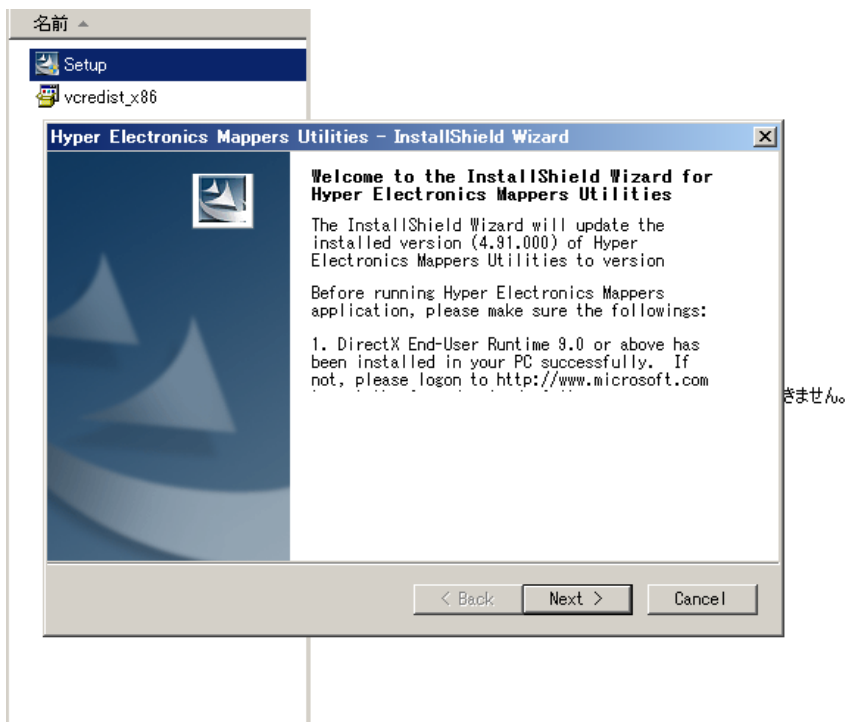 名前
Setup
vcredist_x86
Hyper Electronics Mappers Utilities - InstallShield Wizard
Welcome to the InstallShield Wizard for
Hyper Electronics Mappers Utilities
The InstallShield Wizard will update the
installed version (4.91.000) of Hyper
Electronics Mappers Utilities to version
Before running Hyper Electronics Mappers
application, please make sure the followings:
1. DirectX End-User Runtime 9.0 or above has
been installed in your PC successfully. If
not, please logon to http://www.microsoft.com
きません。
< Back
Next >
Cancel